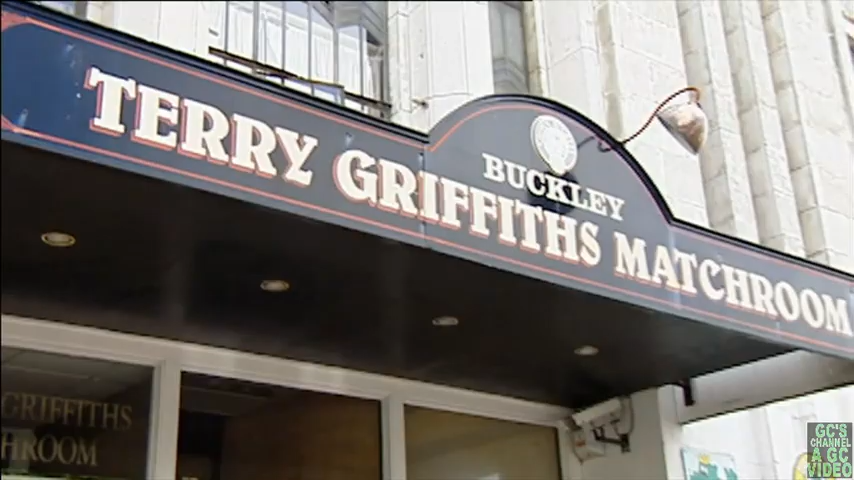 BUCKLEY
TERRY GRIFFITHS MATCHROOM
GRIFFITHS
HROOM
GC'S
CHANNEL
A GC
VIDEO